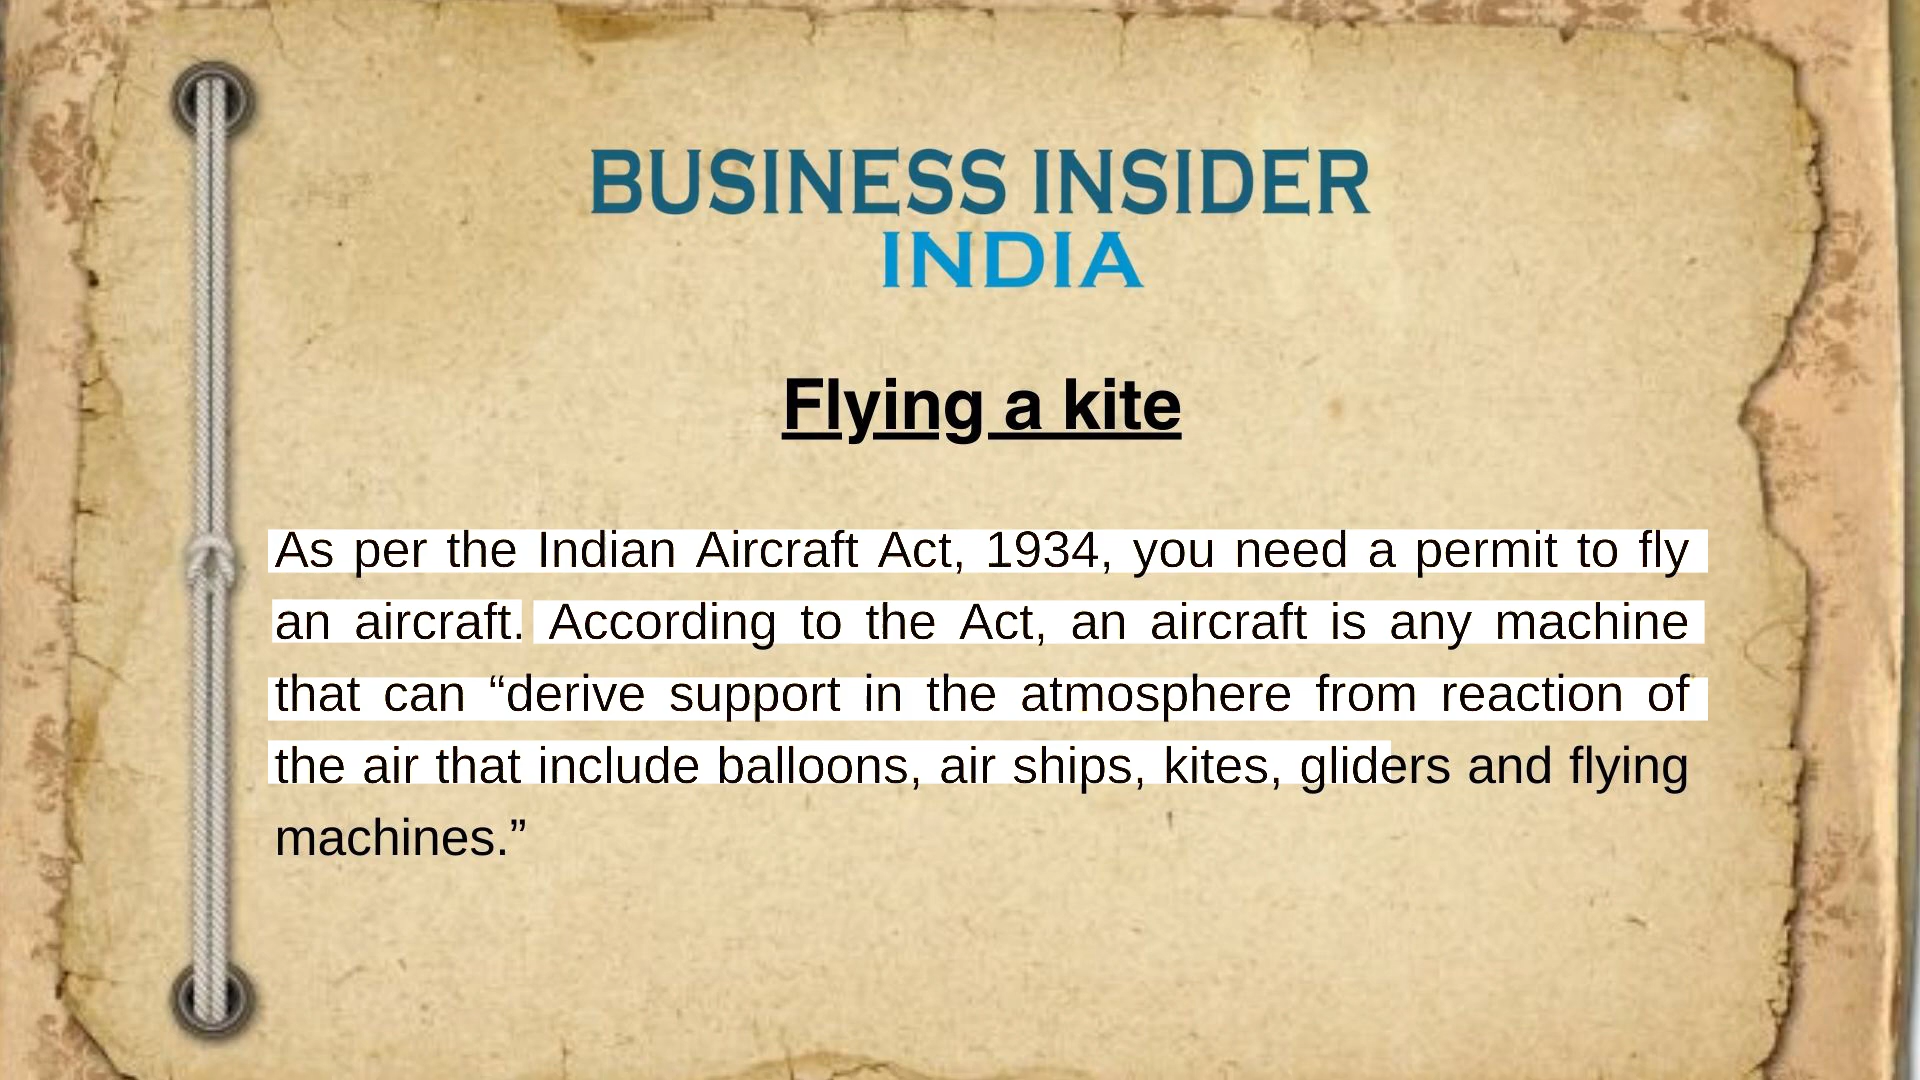 BUSINESS INSIDER
INDIA
Flying a kite
As per the Indian Aircraft Act, 1934, you need a permit to fly
an aircraft. According to the Act, an aircraft is any machine
that can “derive support in the atmosphere from reaction of
the air that include balloons, air ships, kites, gliders and flying
machines.”